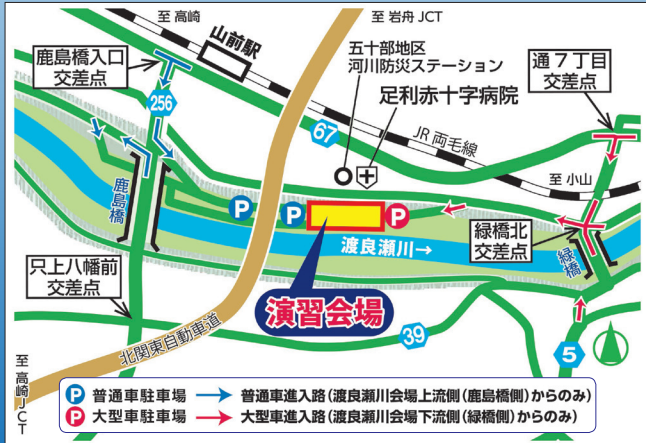 至 高崎
至 岩舟 JCT
山前駅
鹿島橋入口
交差点
五十部地区
河川防災ステーション
通7丁目
交差点
足利赤十字病院
256
67
JR 両毛線
至 小山
鹿島橋
P
P
P
渡良瀬川→
緑橋北
交差点
緑橋
只上八幡前
交差点
演習会場
北関東自動車道
39
5
至 高崎JCT
P 普通車駐車場 → 普通車進入路(渡良瀬川会場上流側(鹿島橋側)からのみ)
P 大型車駐車場 → 大型車進入路(渡良瀬川会場下流側(緑橋側)からのみ)